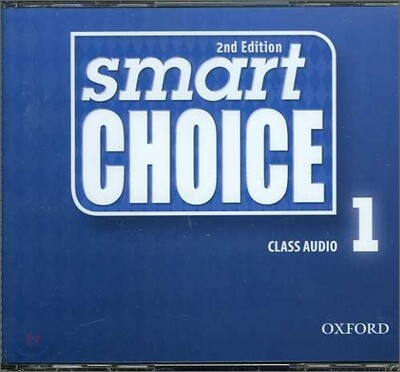 2nd Edition
smart
CHOICE
CLASS AUDIO 1
OXFORD